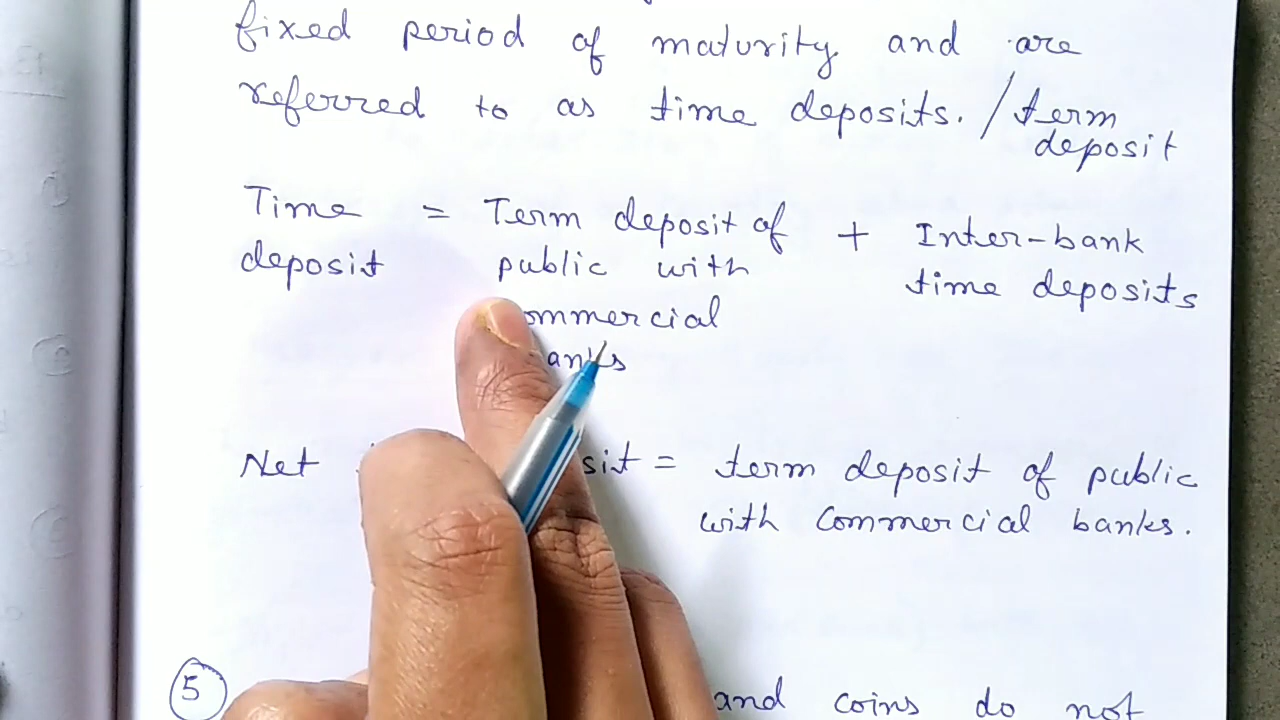 fixed period of maturity and are
referred to as time deposits. / term
deposit
Time = Term deposit of + Inter-bank
deposit public with time deposits
ommercial
anks
Net sit = term deposit of public
with commercial banks.
5 and coins do not